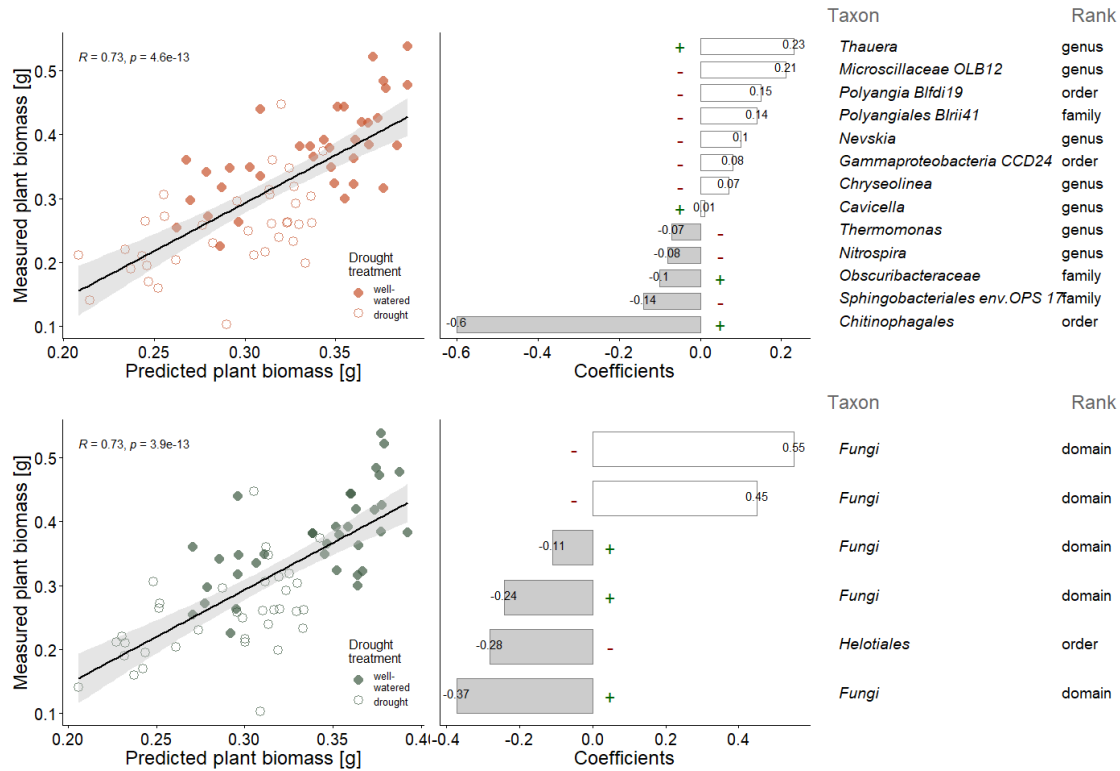 Taxon Rank
R = 0.73, p = 4.6e-13
Measured plant biomass [g]
0.5
0.4
0.3
0.2
0.1
Drought
treatment
well-
watered
drought
0.20 0.25 0.30 0.35
Predicted plant biomass [g]
+ 0.23 Thauera genus
- 0.21 Microscillaceae OLB12 genus
- 0.15 Polyangia Blfdi19 order
- 0.14 Polyangiales Blrii41 family
- 0.1 Nevskia genus
- 0.08 Gammaproteobacteria CCD24 order
- 0.07 Chryseolinea genus
+ 0.01 Cavicella genus
-0.07 - Thermomonas genus
-0.08 - Nitrospira genus
-0.1 + Obscuribacteraceae family
-0.14 - Sphingobacteriales env.OPS 17 family
-0.6 + Chitinophagales order
-0.6 -0.4 -0.2 0.0 0.2
Coefficients
Taxon Rank
R = 0.73, p = 3.9e-13
Measured plant biomass [g]
0.5
0.4
0.3
0.2
0.1
Drought
treatment
well-
watered
drought
0.20 0.25 0.30 0.35 0.4
Predicted plant biomass [g]
- 0.55 Fungi domain
- 0.45 Fungi domain
-0.11 + Fungi domain
-0.24 + Fungi domain
-0.28 - Helotiales order
-0.37 + Fungi domain
-0.4 -0.2 0.0 0.2 0.4
Coefficients